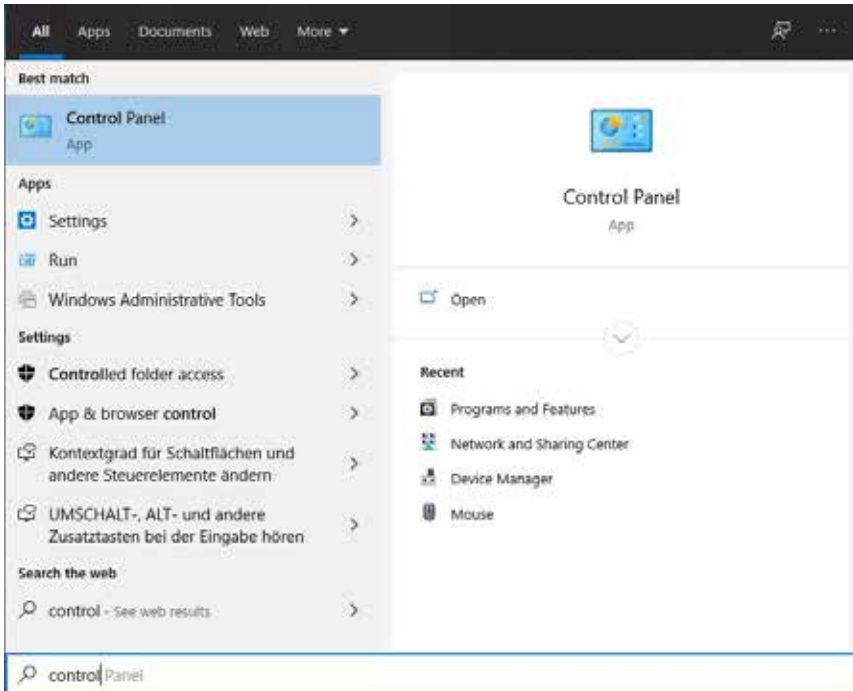 All Apps Documents Web More
Best match
Control Panel
App
Apps
Settings
Run
Windows Administrative Tools
Settings
Controlled folder access
App & browser control
Kontextgrad für Schaltflächen und
andere Steuerelemente ändern
UMSCHALT-, ALT- und andere
Zusatztasten bei der Eingabe hören
Search the web
control - See web results
control Panel
Control Panel
App
Open
Recent
Programs and Features
Network and Sharing Center
Device Manager
Mouse